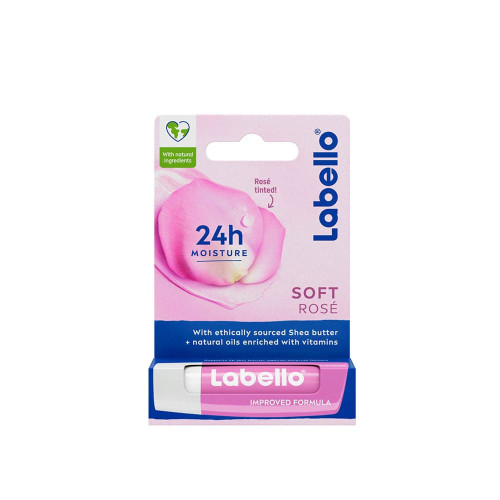 With natural
ingredients
Rosé
tinted!
Labello®
24h
MOISTURE
SOFT
ROSÉ
With ethically sourced Shea butter
+ natural oils enriched with vitamins
Labello®
IMPROVED FORMULA